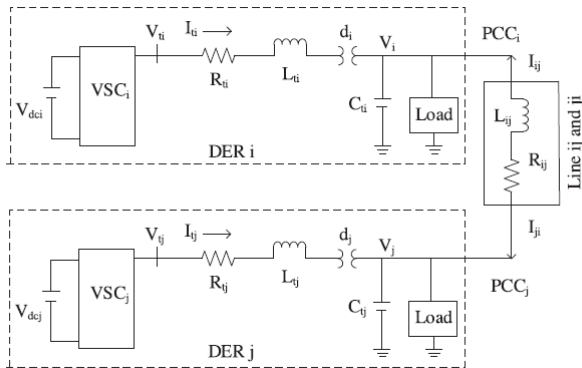 V_ti
I_ti
d_i
V_i
PCC_i
I_ij
VSC_i
V_dci
R_ti
L_ti
C_ti
Load
DER i
L_ij
R_ij
Line ij and ji
V_tj
I_tj
d_j
V_j
I_ji
PCC_j
VSC_j
V_dcj
R_tj
L_tj
C_tj
Load
DER j